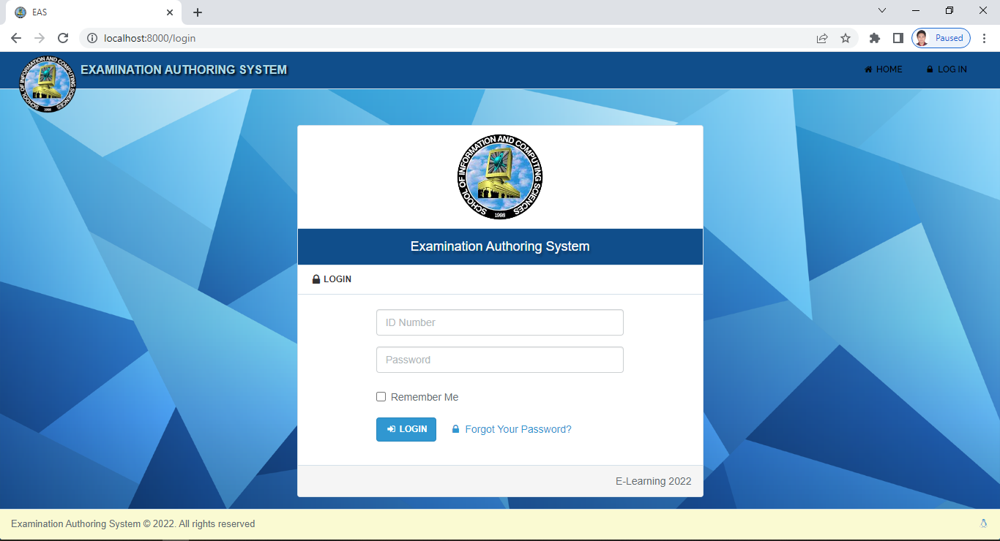 EAS
localhost:8000/login
Paused
SCHOOL OF INFORMATION AND COMPUTING SCIENCES
1998
EXAMINATION AUTHORING SYSTEM
HOME
LOG IN
SCHOOL OF INFORMATION AND COMPUTING SCIENCES
1998
Examination Authoring System
LOGIN
ID Number
Password
Remember Me
LOGIN
Forgot Your Password?
E-Learning 2022
Examination Authoring System © 2022. All rights reserved